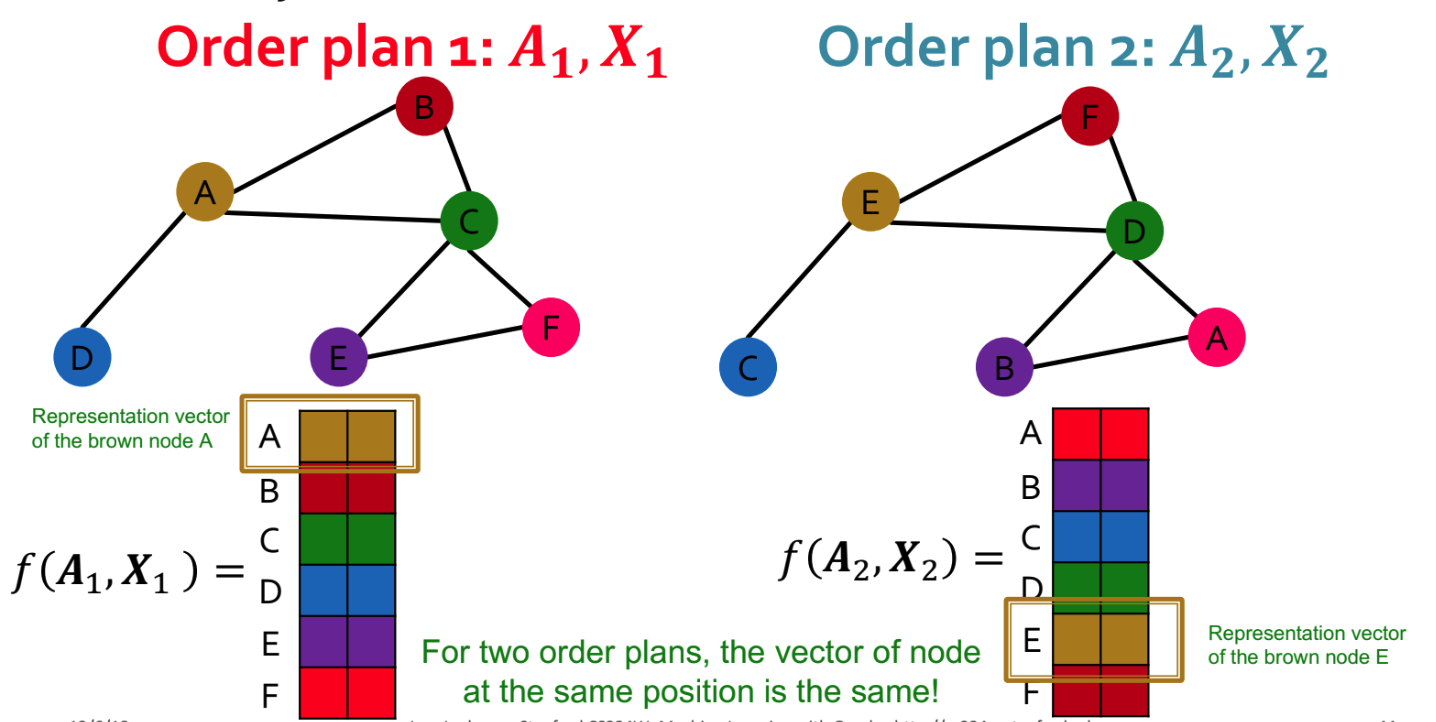 Order plan 1: A₁, X₁
Order plan 2: A₂, X₂
B
A
C
D
E
F
F
E
D
C
B
A
Representation vector
of the brown node A
A
B
C
D
E
F
f(A₁, X₁ ) =
A
B
C
D
E
F
f(A₂, X₂) =
For two order plans, the vector of node
at the same position is the same!
Representation vector
of the brown node E